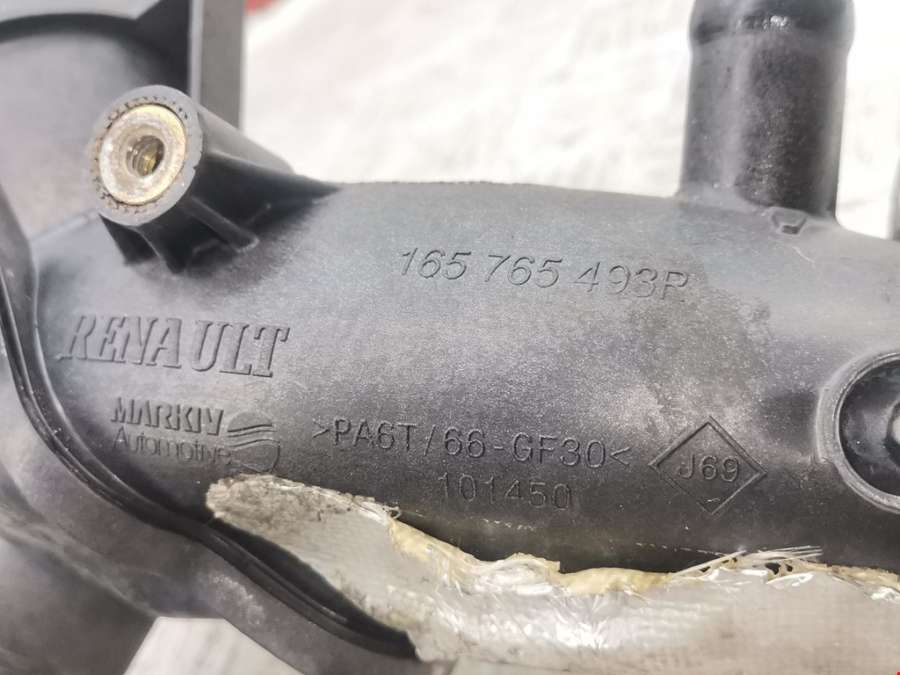 165 765 493R
RENAULT
MARKIV
Automotive
>PA6T/66-GF30<
J69
101450